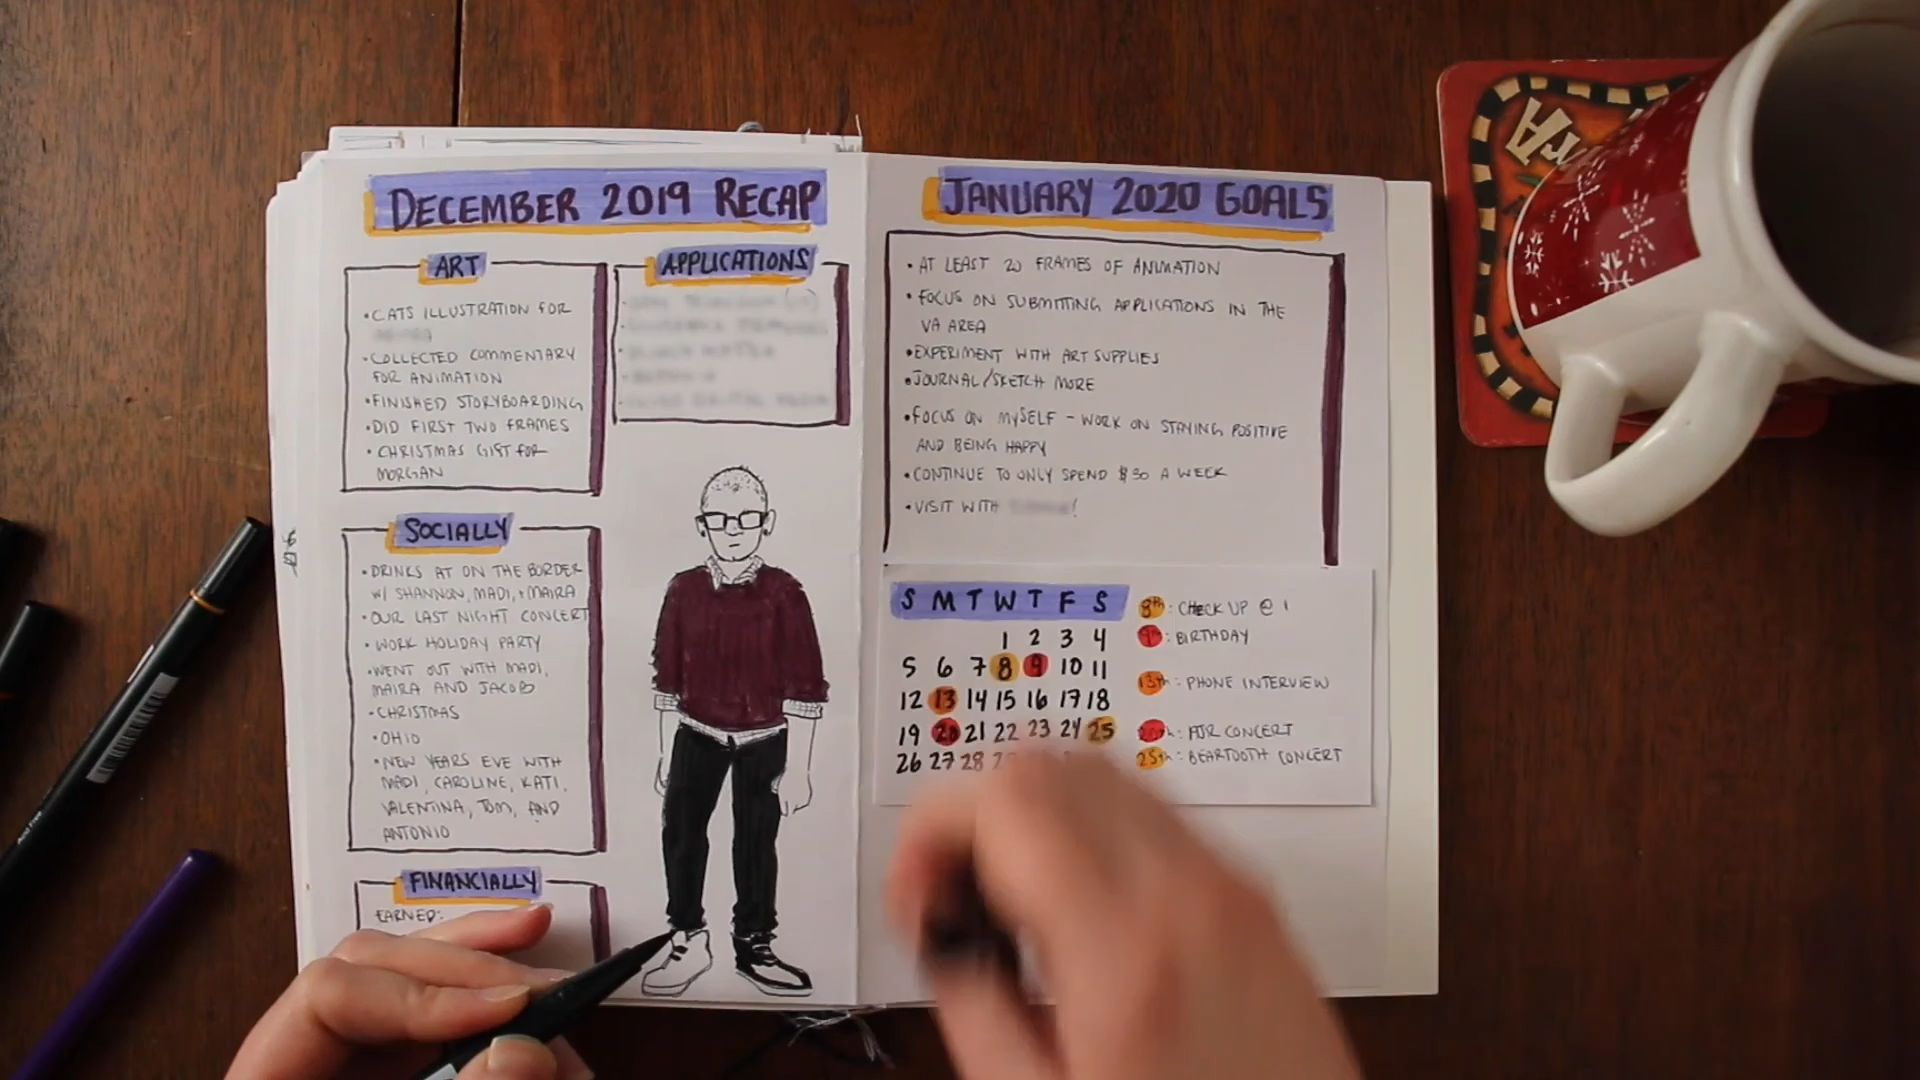 DECEMBER 2019 RECAP
ART
• CATS ILLUSTRATION FOR
• COLLECTED COMMENTARY
FOR ANIMATION
• FINISHED STORYBOARDING
• DID FIRST TWO FRAMES
• CHRISTMAS GIFT FOR
MORGAN
APPLICATIONS
SOCIALLY
• DRINKS AT ON THE BORDER
W/ SHANNON, MADI, + MAIRA
• OUR LAST NIGHT CONCERT
• WORK HOLIDAY PARTY
• WENT OUT WITH MADI,
MAIRA AND JACOB
• CHRISTMAS
• OHIO
• NEW YEARS EVE WITH
MADI, CAROLINE, KATI,
VALENTINA, TOM, AND
ANTONIO
FINANCIALLY
EARNED:
JANUARY 2020 GOALS
• AT LEAST 20 FRAMES OF ANIMATION
• FOCUS ON SUBMITTING APPLICATIONS IN THE
VA AREA
• EXPERIMENT WITH ART SUPPLIES
• JOURNAL/SKETCH MORE
• FOCUS ON MYSELF - WORK ON STAYING POSITIVE
AND BEING HAPPY
• CONTINUE TO ONLY SPEND $30 A WEEK
• VISIT WITH !
S M T W T F S
1 2 3 4
5 6 7 8 9 10 11
12 13 14 15 16 17 18
19 20 21 22 23 24 25
26 27 28
8th: CHECK UP @ 1
9th: BIRTHDAY
13th: PHONE INTERVIEW
20th: FJR CONCERT
25th: BEARTOOTH CONCERT
Acid Free